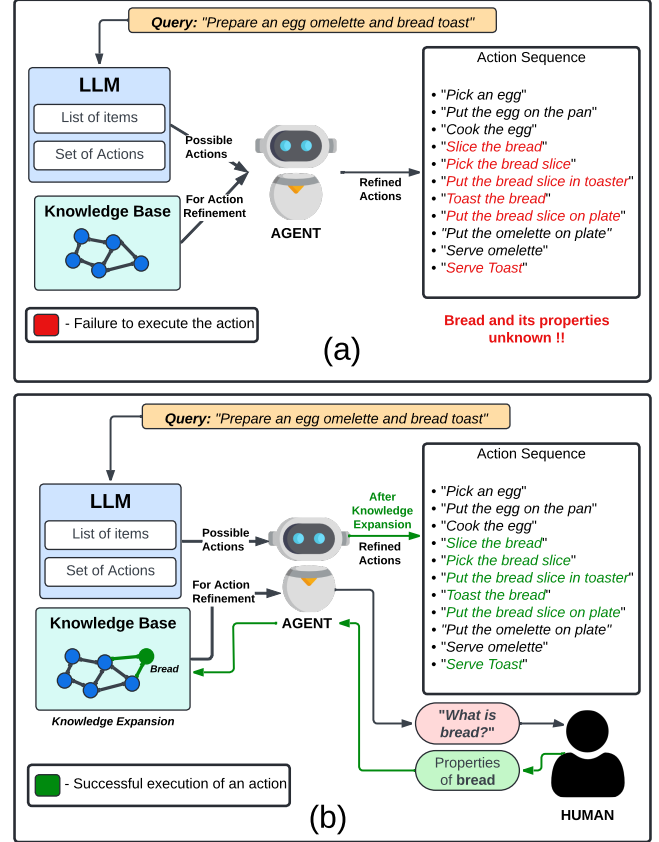 Query: "Prepare an egg omelette and bread toast"
LLM
List of items
Set of Actions
Possible
Actions
Knowledge Base
For Action
Refinement
AGENT
Refined
Actions
Action Sequence
• "Pick an egg"
• "Put the egg on the pan"
• "Cook the egg"
• "Slice the bread"
• "Pick the bread slice"
• "Put the bread slice in toaster"
• "Toast the bread"
• "Put the bread slice on plate"
• "Put the omelette on plate"
• "Serve omelette"
• "Serve Toast"
- Failure to execute the action
Bread and its properties
unknown !!
(a)
Query: "Prepare an egg omelette and bread toast"
LLM
List of items
Set of Actions
Possible
Actions
For Action
Refinement
Knowledge Base
Bread
Knowledge Expansion
AGENT
After
Knowledge
Expansion
Refined
Actions
Action Sequence
• "Pick an egg"
• "Put the egg on the pan"
• "Cook the egg"
• "Slice the bread"
• "Pick the bread slice"
• "Put the bread slice in toaster"
• "Toast the bread"
• "Put the bread slice on plate"
• "Put the omelette on plate"
• "Serve omelette"
• "Serve Toast"
"What is
bread?"
Properties
of bread
HUMAN
- Successful execution of an action
(b)